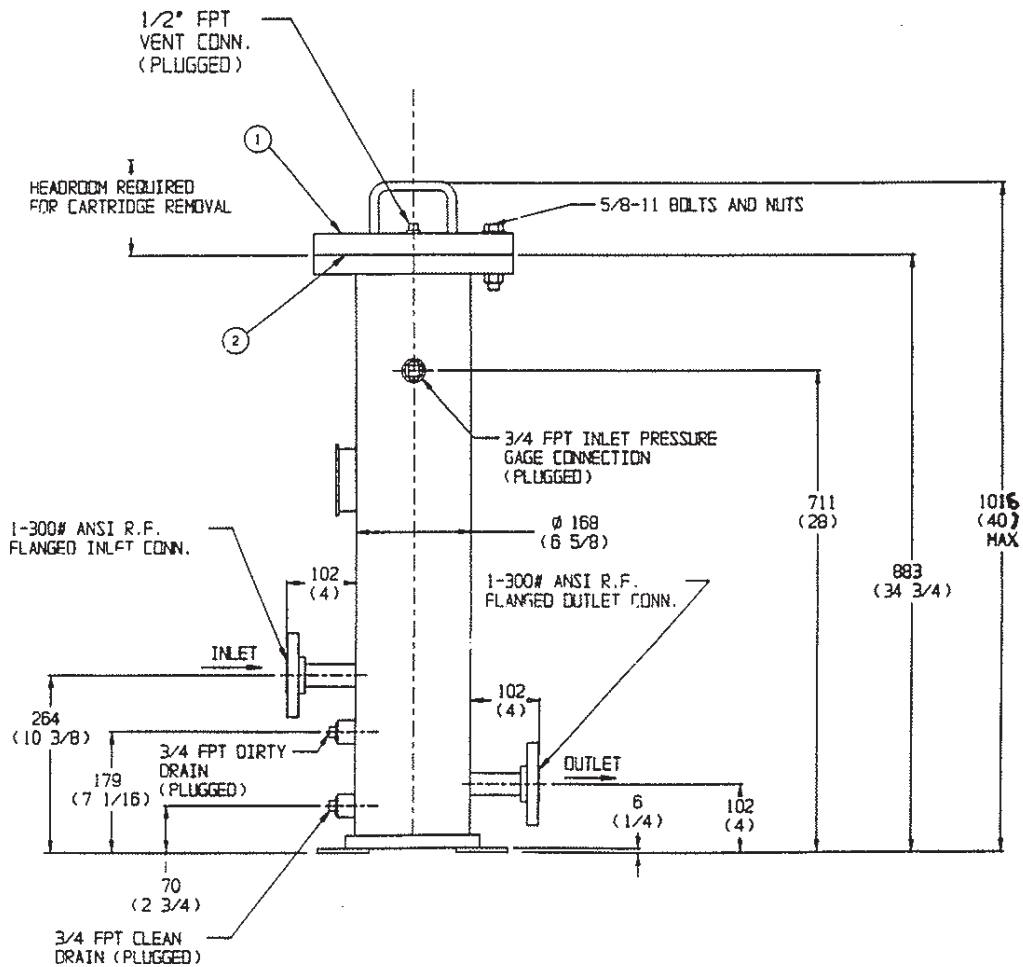 1/2" FPT
VENT CONN.
(PLUGGED)
1
HEADROOM REQUIRED
FOR CARTRIDGE REMOVAL
5/8-11 BOLTS AND NUTS
2
3/4 FPT INLET PRESSURE
GAGE CONNECTION
(PLUGGED)
711
(28)
1016
(40)
MAX
1-300# ANSI R.F.
FLANGED INLET CONN.
Ø 168
(6 5/8)
883
(34 3/4)
102
(4)
1-300# ANSI R.F.
FLANGED OUTLET CONN.
INLET
102
(4)
264
(10 3/8)
3/4 FPT DIRTY
DRAIN
(PLUGGED)
OUTLET
179
(7 1/16)
6
(1/4)
102
(4)
70
(2 3/4)
3/4 FPT CLEAN
DRAIN (PLUGGED)